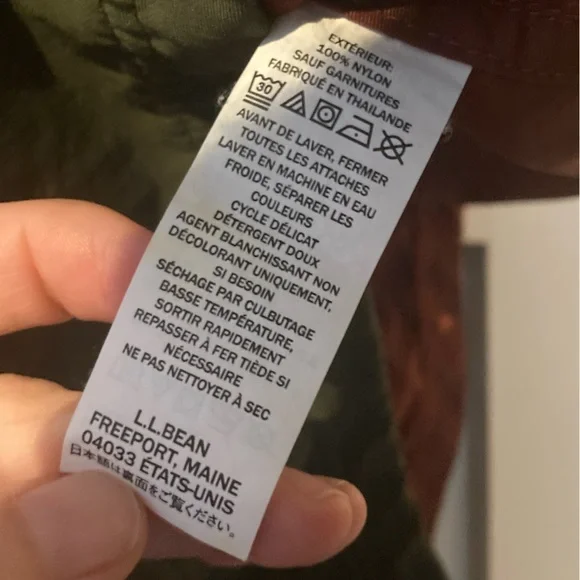 EXTÉRIEUR:
100% NYLON
SAUF GARNITURES
FABRIQUÉ EN THAILANDE
30
AVANT DE LAVER, FERMER
TOUTES LES ATTACHES
LAVER EN MACHINE EN EAU
FROIDE, SÉPARER LES
COULEURS
CYCLE DÉLICAT
DÉTERGENT DOUX
AGENT BLANCHISSANT NON
DÉCOLORANT UNIQUEMENT,
SI BESOIN
SÉCHAGE PAR CULBUTAGE
BASSE TEMPÉRATURE,
SORTIR RAPIDEMENT
REPASSER À FER TIÈDE SI
NÉCESSAIRE
NE PAS NETTOYER À SEC
L.L.BEAN
FREEPORT, MAINE
04033 ÉTATS-UNIS
日本語は裏面をご覧ください。